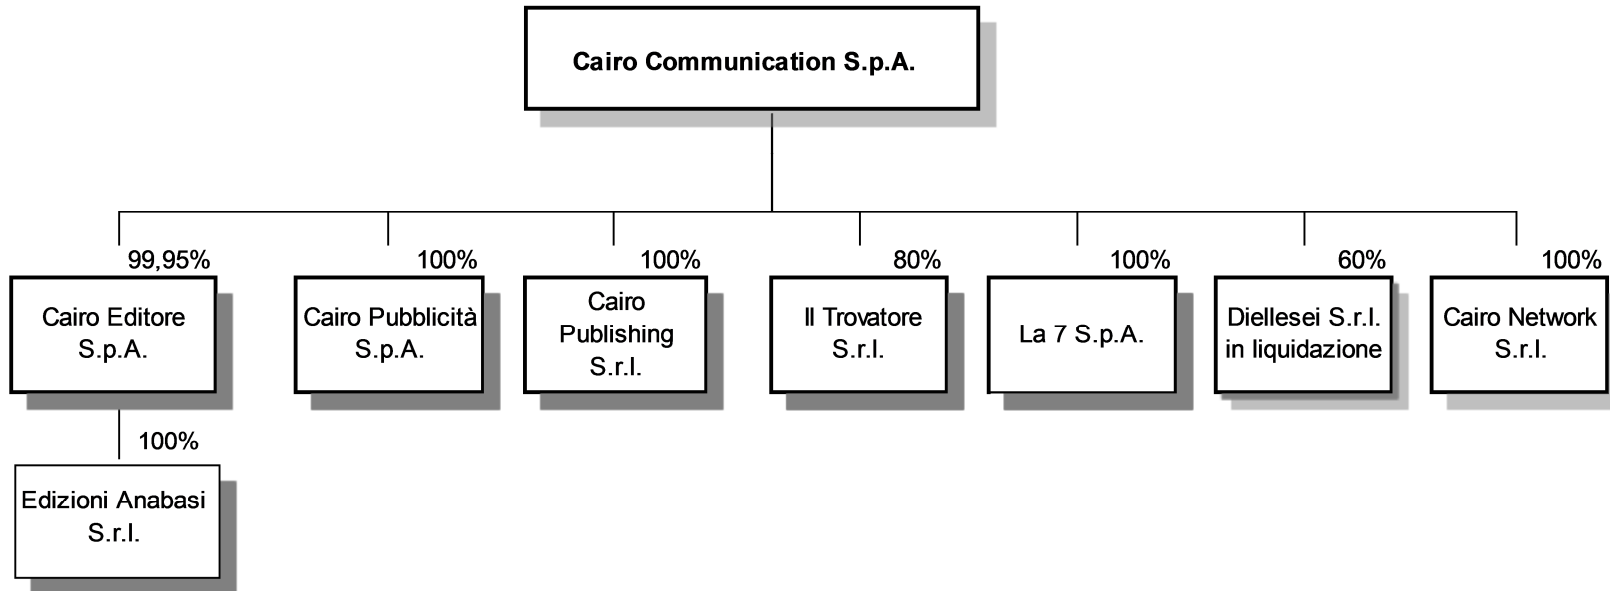 Cairo Communication S.p.A.
99,95%
100%
100%
80%
100%
60%
100%
Cairo Editore
S.p.A.
Cairo Pubblicità
S.p.A.
Cairo
Publishing
S.r.l.
Il Trovatore
S.r.l.
La 7 S.p.A.
Diellesei S.r.l.
in liquidazione
Cairo Network
S.r.l.
100%
Edizioni Anabasi
S.r.l.